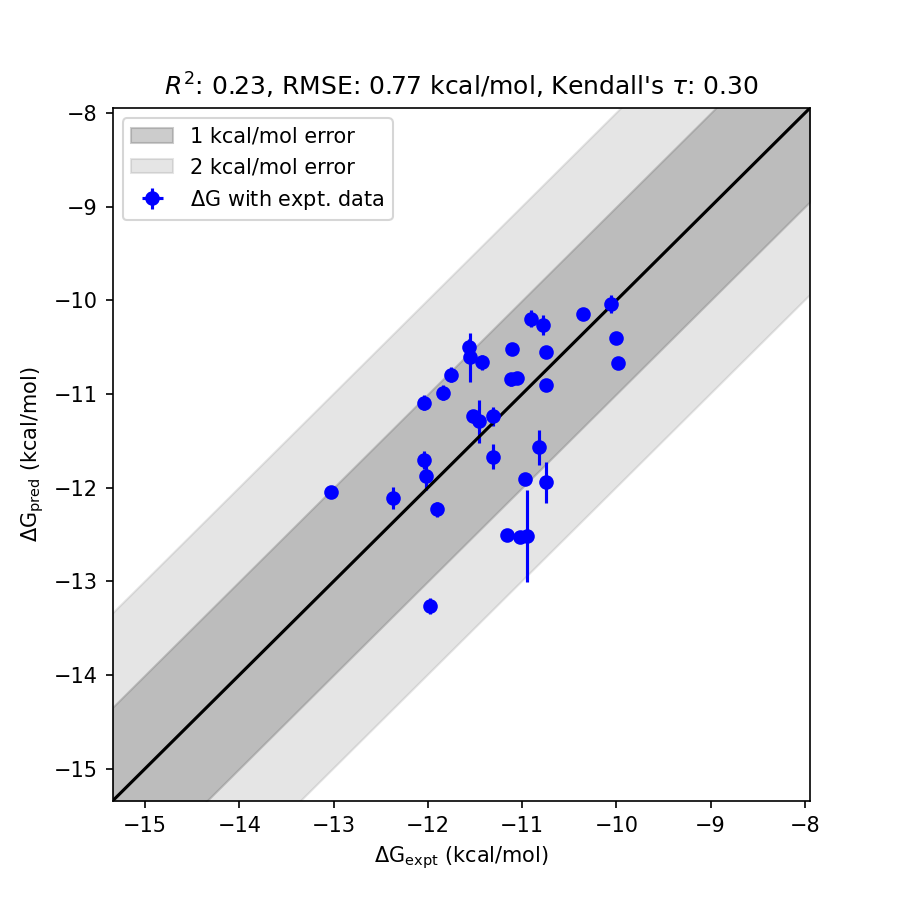 R²: 0.23, RMSE: 0.77 kcal/mol, Kendall's τ: 0.30
1 kcal/mol error
2 kcal/mol error
ΔG with expt. data
−8
−9
−10
−11
−12
−13
−14
−15
ΔGpred (kcal/mol)
−15 −14 −13 −12 −11 −10 −9 −8
ΔGexpt (kcal/mol)